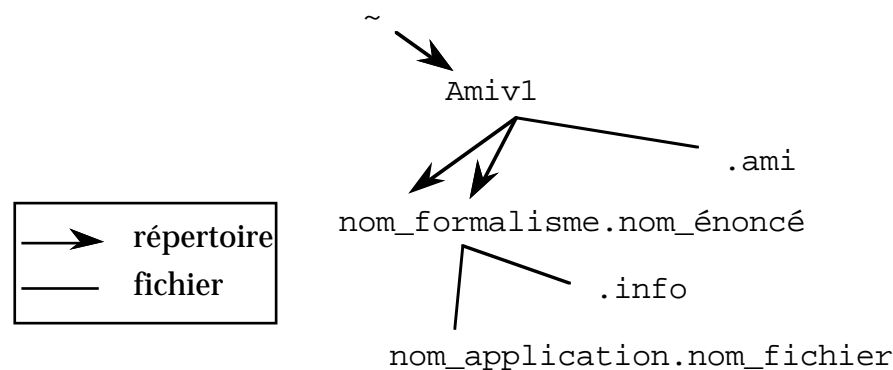 ~
Amiv1
.ami
nom_formalisme.nom_énoncé
répertoire
fichier
.info
nom_application.nom_fichier